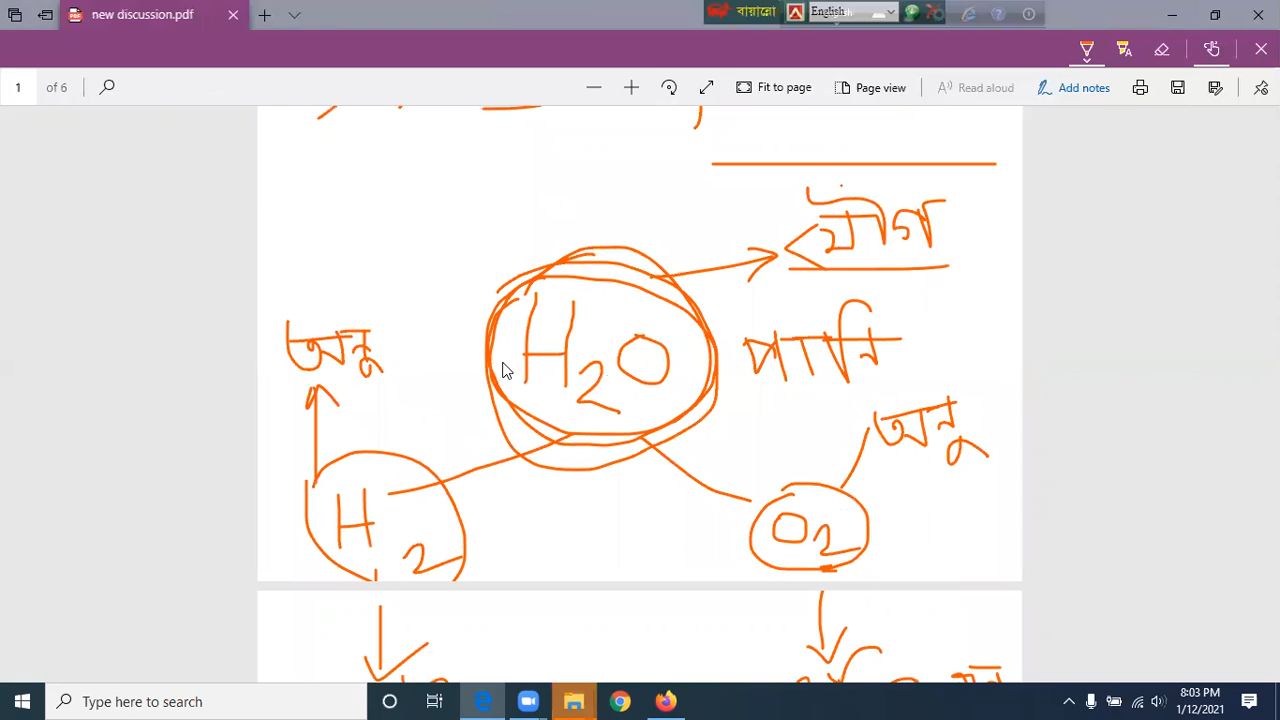 new discussion.pdf
বায়ান্নো
English
1 of 6
Fit to page
Page view
Read aloud
Add notes
যৌগ
অনু
H2O
পানি
অনু
H2
O2
Type here to search
8:03 PM
1/12/2021